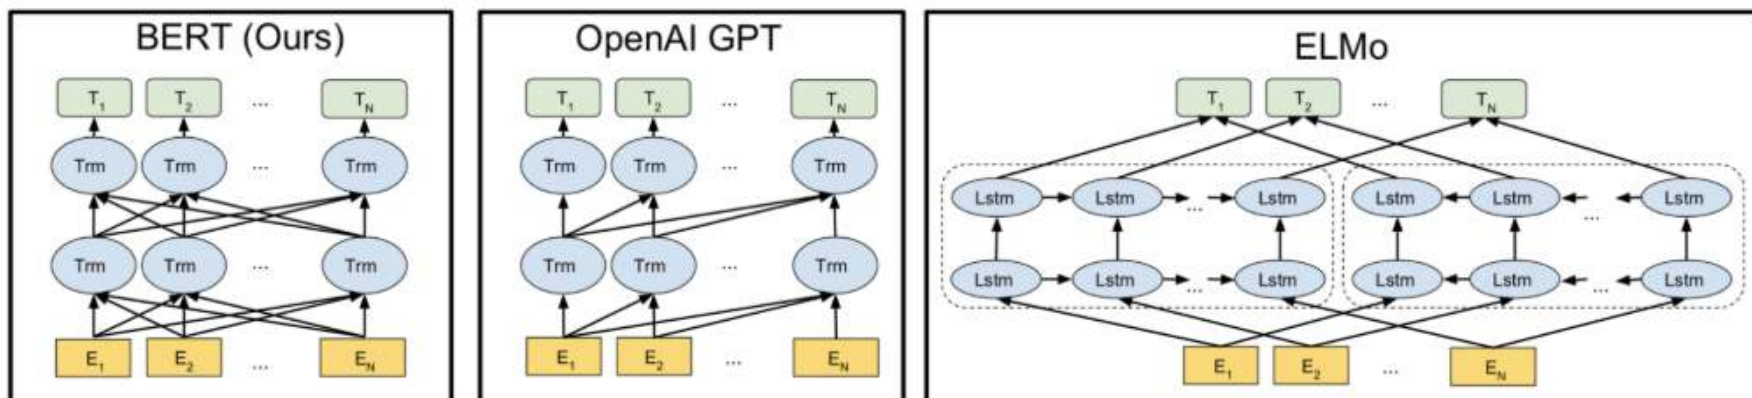 BERT (Ours)
T1 T2 ... TN
Trm Trm ... Trm
Trm Trm ... Trm
E1 E2 ... EN
OpenAI GPT
T1 T2 ... TN
Trm Trm ... Trm
Trm Trm ... Trm
E1 E2 ... EN
ELMo
T1 T2 ... TN
Lstm Lstm ... Lstm Lstm Lstm ... Lstm
Lstm Lstm ... Lstm Lstm Lstm ... Lstm
E1 E2 ... EN